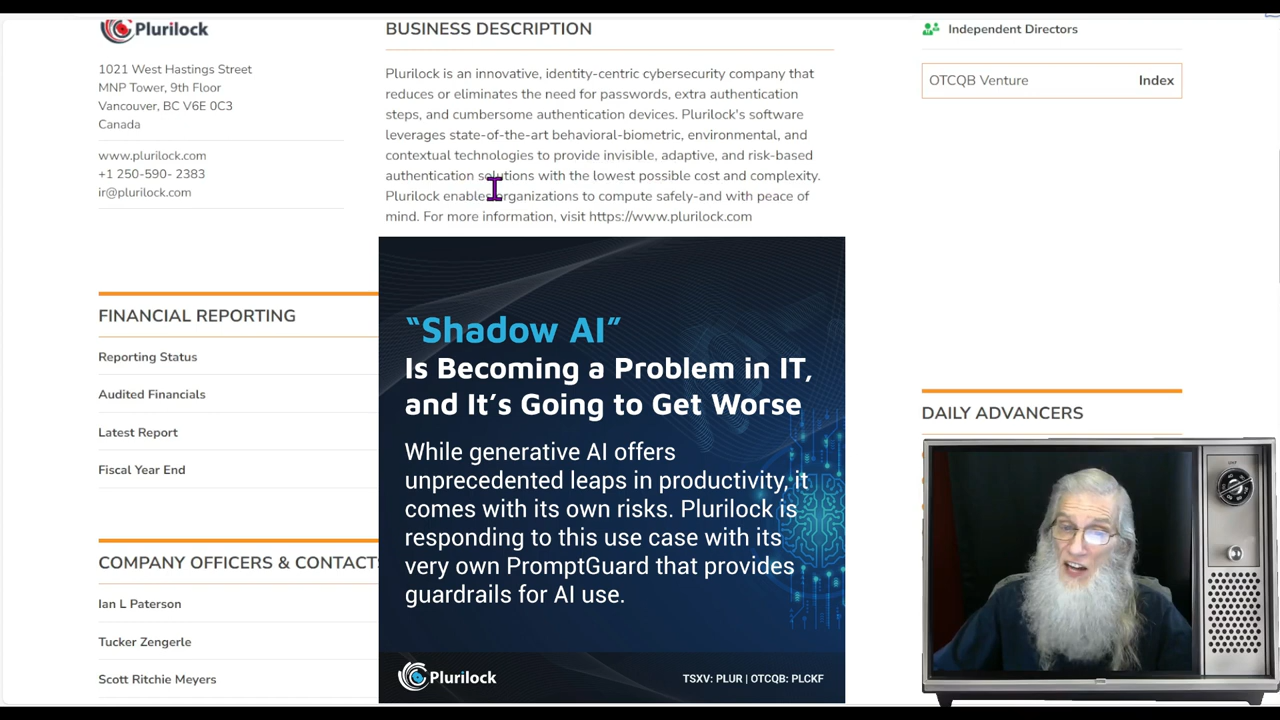 Plurilock
1021 West Hastings Street
MNP Tower, 9th Floor
Vancouver, BC V6E 0C3
Canada
www.plurilock.com
+1 250-590- 2383
ir@plurilock.com
FINANCIAL REPORTING
Reporting Status
Audited Financials
Latest Report
Fiscal Year End
COMPANY OFFICERS & CONTACT
Ian L Paterson
Tucker Zengerle
Scott Ritchie Meyers
BUSINESS DESCRIPTION
Plurilock is an innovative, identity-centric cybersecurity company that
reduces or eliminates the need for passwords, extra authentication
steps, and cumbersome authentication devices. Plurilock's software
leverages state-of-the-art behavioral-biometric, environmental, and
contextual technologies to provide invisible, adaptive, and risk-based
authentication solutions with the lowest possible cost and complexity.
Plurilock enables organizations to compute safely-and with peace of
mind. For more information, visit https://www.plurilock.com
“Shadow AI”
Is Becoming a Problem in IT,
and It’s Going to Get Worse
While generative AI offers
unprecedented leaps in productivity, it
comes with its own risks. Plurilock is
responding to this use case with its
very own PromptGuard that provides
guardrails for AI use.
Plurilock
TSXV: PLUR | OTCQB: PLCKF
Independent Directors
OTCQB Venture Index
DAILY ADVANCERS